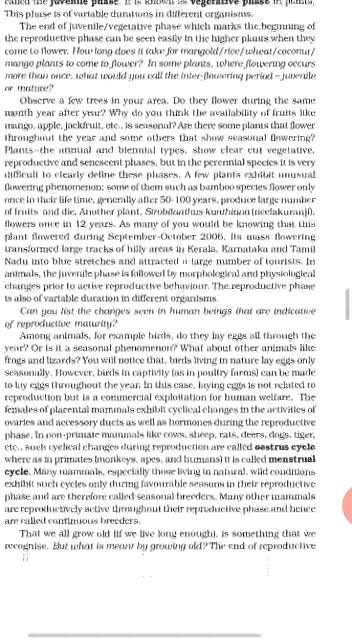 called the juvenile phase. It is known as vegetative phase in plants.
This phase is of variable durations in different organisms.
The end of juvenile/vegetative phase which marks the beginning of
the reproductive phase can be seen easily in the higher plants when they
come to flower. How long does it take for marigold/rice/wheat/coconut/
mango plants to come to flower? In some plants, where flowering occurs
more than once, what would you call the inter-flowering period – juvenile
or mature?
Observe a few trees in your area. Do they flower during the same
month year after year? Why do you think the availability of fruits like
mango, apple, jackfruit, etc., is seasonal? Are there some plants that flower
throughout the year and some others that show seasonal flowering?
Plants–the annual and biennial types, show clear cut vegetative,
reproductive and senescent phases, but in the perennial species it is very
difficult to clearly define these phases. A few plants exhibit unusual
flowering phenomenon; some of them such as bamboo species flower only
once in their life time, generally after 50-100 years, produce large number
of fruits and die. Another plant, Strobilanthus kunthiana (neelakuranji),
flowers once in 12 years. As many of you would be knowing that this
plant flowered during September-October 2006. Its mass flowering
transformed large tracks of hilly areas in Kerala, Karnataka and Tamil
Nadu into blue stretches and attracted a large number of tourists. In
animals, the juvenile phase is followed by morphological and physiological
changes prior to active reproductive behaviour. The reproductive phase
is also of variable duration in different organisms.
Can you list the changes seen in human beings that are indicative
of reproductive maturity?
Among animals, for example birds, do they lay eggs all through the
year? Or is it a seasonal phenomenon? What about other animals like
frogs and lizards? You will notice that, birds living in nature lay eggs only
seasonally. However, birds in captivity (as in poultry farms) can be made
to lay eggs throughout the year. In this case, laying eggs is not related to
reproduction but is a commercial exploitation for human welfare. The
females of placental mammals exhibit cyclical changes in the activities of
ovaries and accessory ducts as well as hormones during the reproductive
phase. In non-primate mammals like cows, sheep, rats, deers, dogs, tiger,
etc., such cyclical changes during reproduction are called oestrus cycle
where as in primates (monkeys, apes, and humans) it is called menstrual
cycle. Many mammals, especially those living in natural, wild conditions
exhibit such cycles only during favourable seasons in their reproductive
phase and are therefore called seasonal breeders. Many other mammals
are reproductively active throughout their reproductive phase and hence
are called continuous breeders.
That we all grow old (if we live long enough), is something that we
recognise. But what is meant by growing old? The end of reproductive